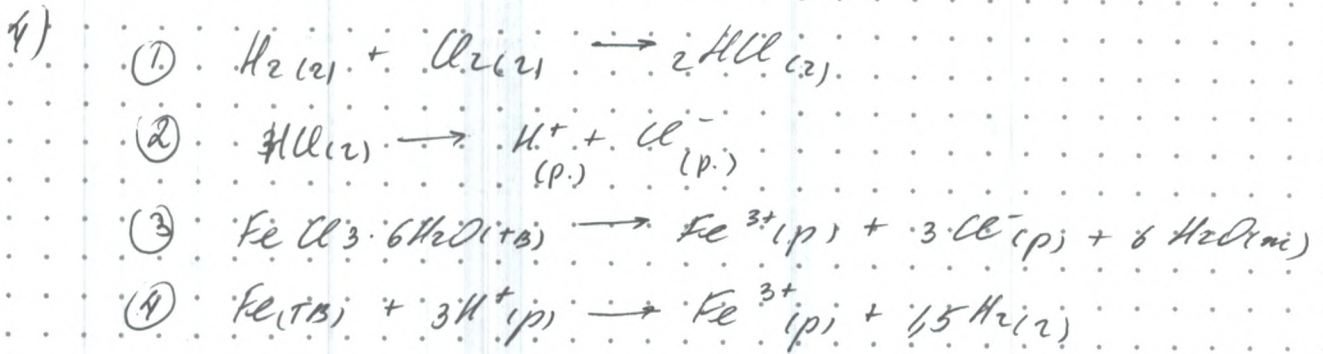 4)
① H₂(г) + Cl₂(г) → 2HCl(г).
② HCl(г) → H⁺(р.) + Cl⁻(р.)
③ FeCl₃·6H₂O(тв) → Fe³⁺(р) + 3Cl⁻(р) + 6H₂O(ж)
④ Fe(тв) + 3H⁺(р) → Fe³⁺(р) + 1,5H₂(г)